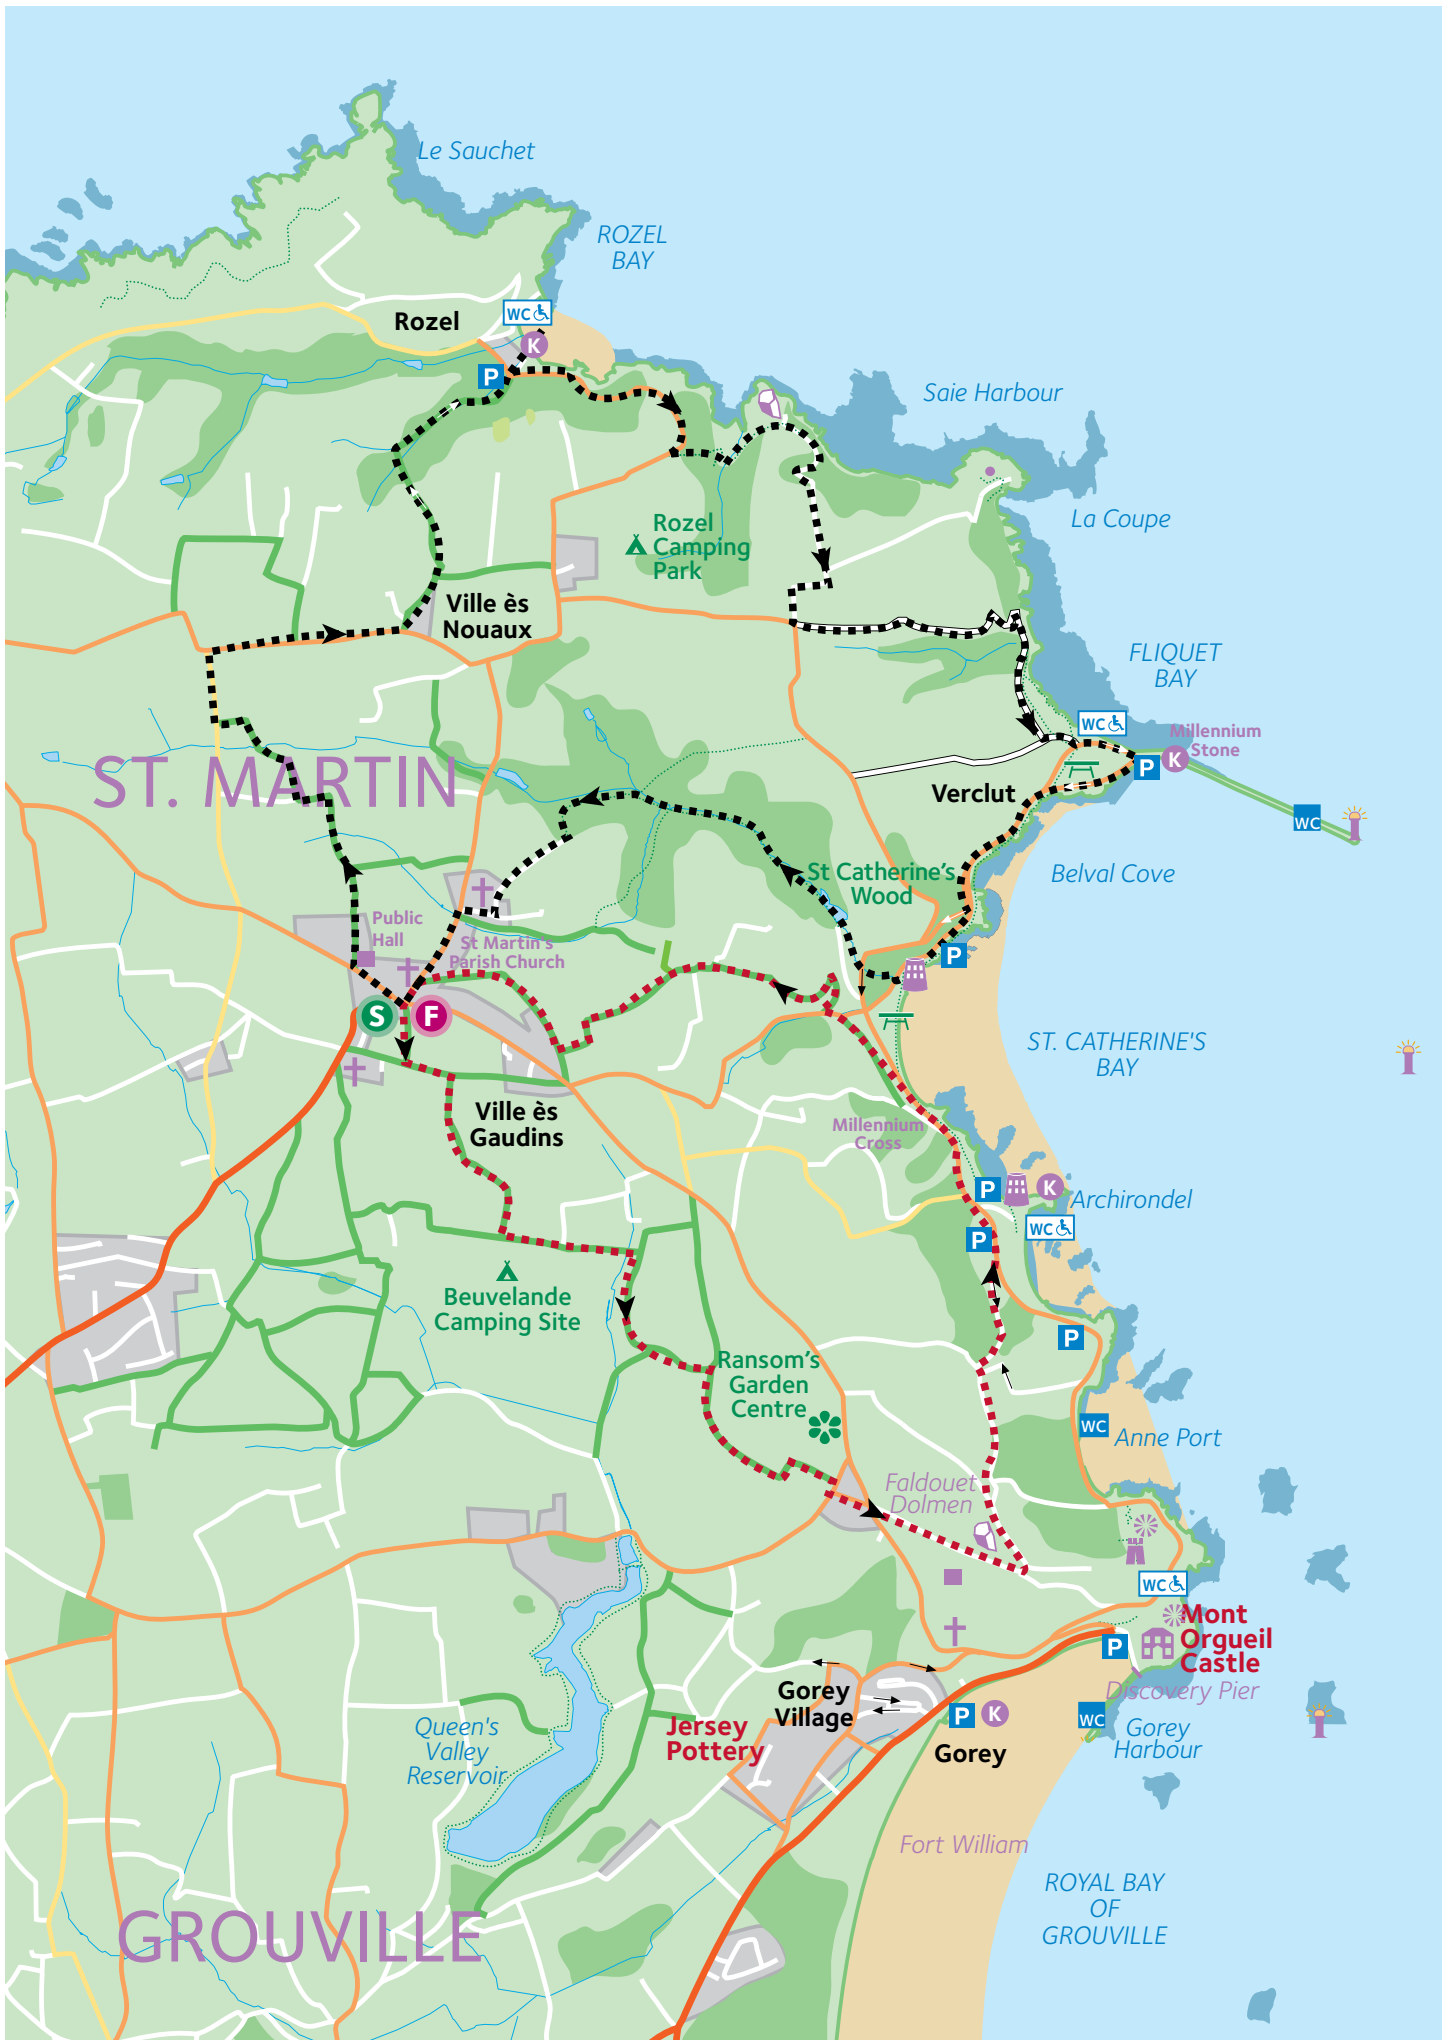 Le Sauchet
ROZEL
BAY
WC
Rozel
K
P
Saie Harbour
La Coupe
Rozel
Camping
Park
Ville ès
Nouaux
FLIQUET
BAY
WC
Millennium
Stone
K
P
ST. MARTIN
Verclut
WC
St Catherine's
Wood
Belval Cove
Public
Hall
St Martin's
Parish Church
P
S
F
ST. CATHERINE'S
BAY
Ville ès
Gaudins
Millennium
Cross
P
K
Archirondel
WC
P
Beuvelande
Camping Site
P
Ransom's
Garden
Centre
WC
Anne Port
Faldouet
Dolmen
WC
Mont
Orgueil
Castle
P
Discovery Pier
Gorey
Village
P
K
WC
Gorey
Harbour
Jersey
Pottery
Queen's
Valley
Reservoir
Gorey
Fort William
ROYAL BAY
OF
GROUVILLE
GROUVILLE